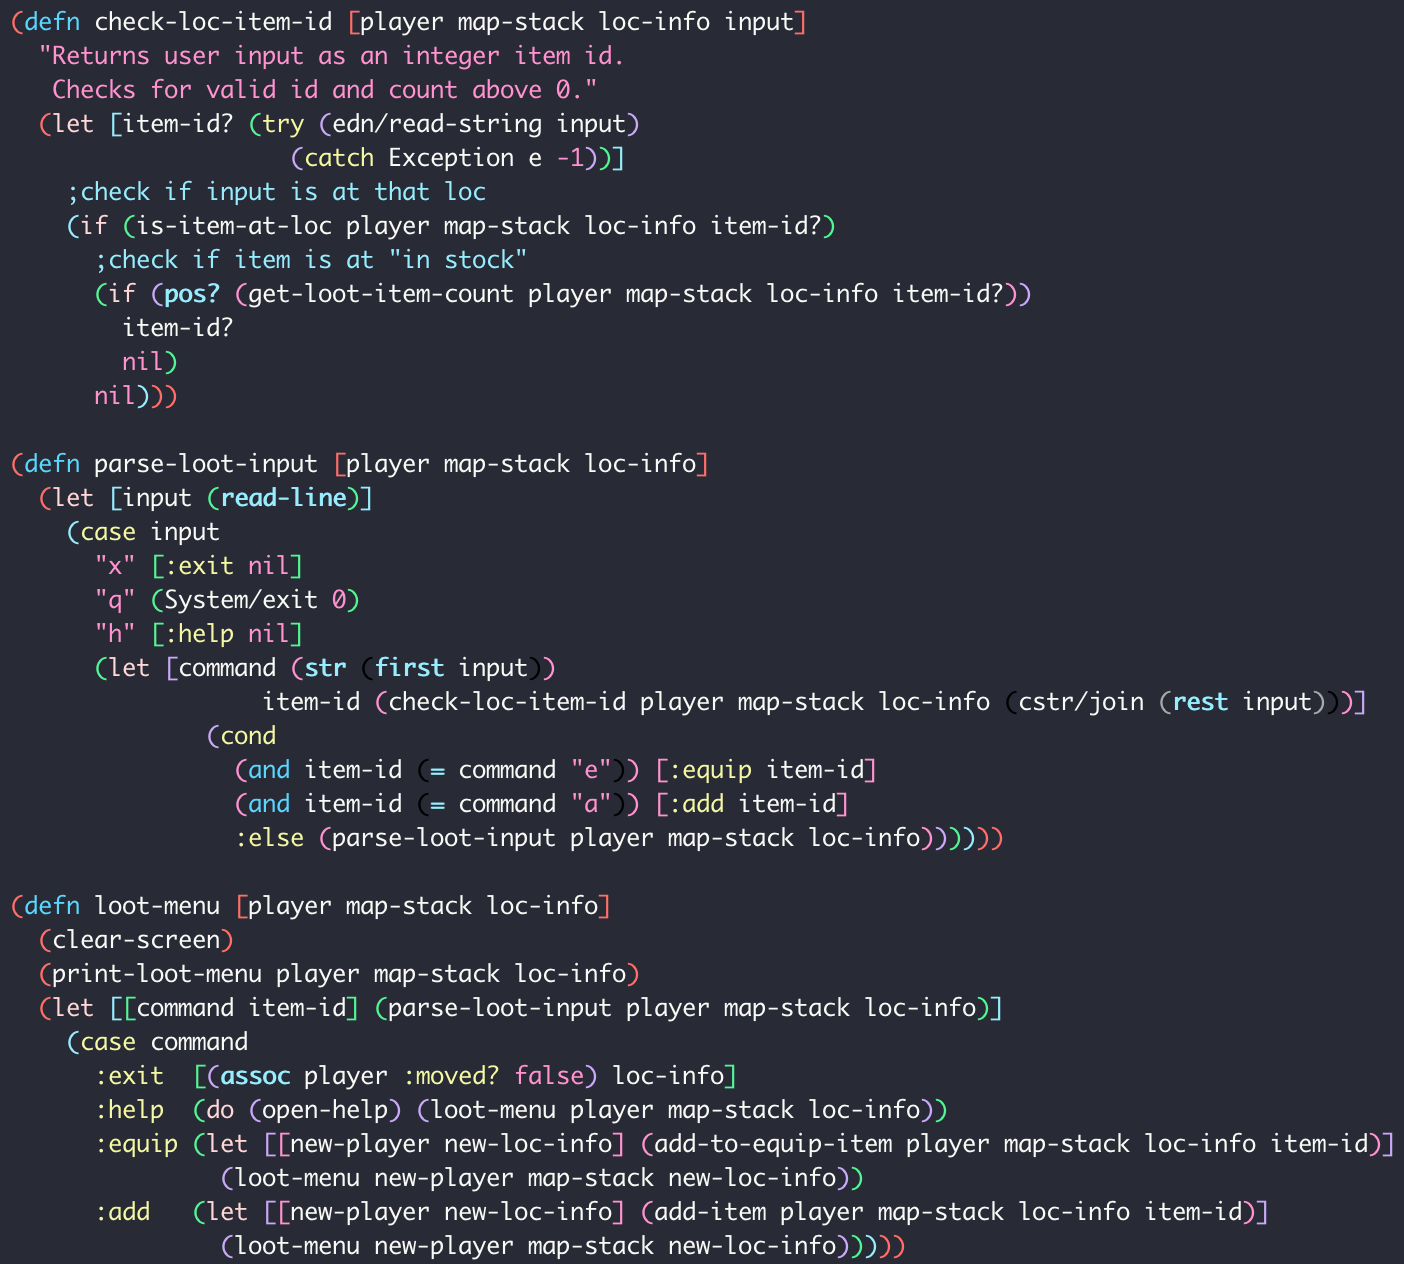 (defn check-loc-item-id [player map-stack loc-info input]
  "Returns user input as an integer item id.
   Checks for valid id and count above 0."
  (let [item-id? (try (edn/read-string input)
                    (catch Exception e -1))]
    ;check if input is at that loc
    (if (is-item-at-loc player map-stack loc-info item-id?)
      ;check if item is at "in stock"
      (if (pos? (get-loot-item-count player map-stack loc-info item-id?))
        item-id?
        nil)
      nil)))

(defn parse-loot-input [player map-stack loc-info]
  (let [input (read-line)]
    (case input
      "x" [:exit nil]
      "q" (System/exit 0)
      "h" [:help nil]
      (let [command (str (first input))
                  item-id (check-loc-item-id player map-stack loc-info (cstr/join (rest input)))]
              (cond
                (and item-id (= command "e")) [:equip item-id]
                (and item-id (= command "a")) [:add item-id]
                :else (parse-loot-input player map-stack loc-info))))))

(defn loot-menu [player map-stack loc-info]
  (clear-screen)
  (print-loot-menu player map-stack loc-info)
  (let [[command item-id] (parse-loot-input player map-stack loc-info)]
    (case command
      :exit  [(assoc player :moved? false) loc-info]
      :help  (do (open-help) (loot-menu player map-stack loc-info))
      :equip (let [[new-player new-loc-info] (add-to-equip-item player map-stack loc-info item-id)]
               (loot-menu new-player map-stack new-loc-info))
      :add   (let [[new-player new-loc-info] (add-item player map-stack loc-info item-id)]
               (loot-menu new-player map-stack new-loc-info)))))